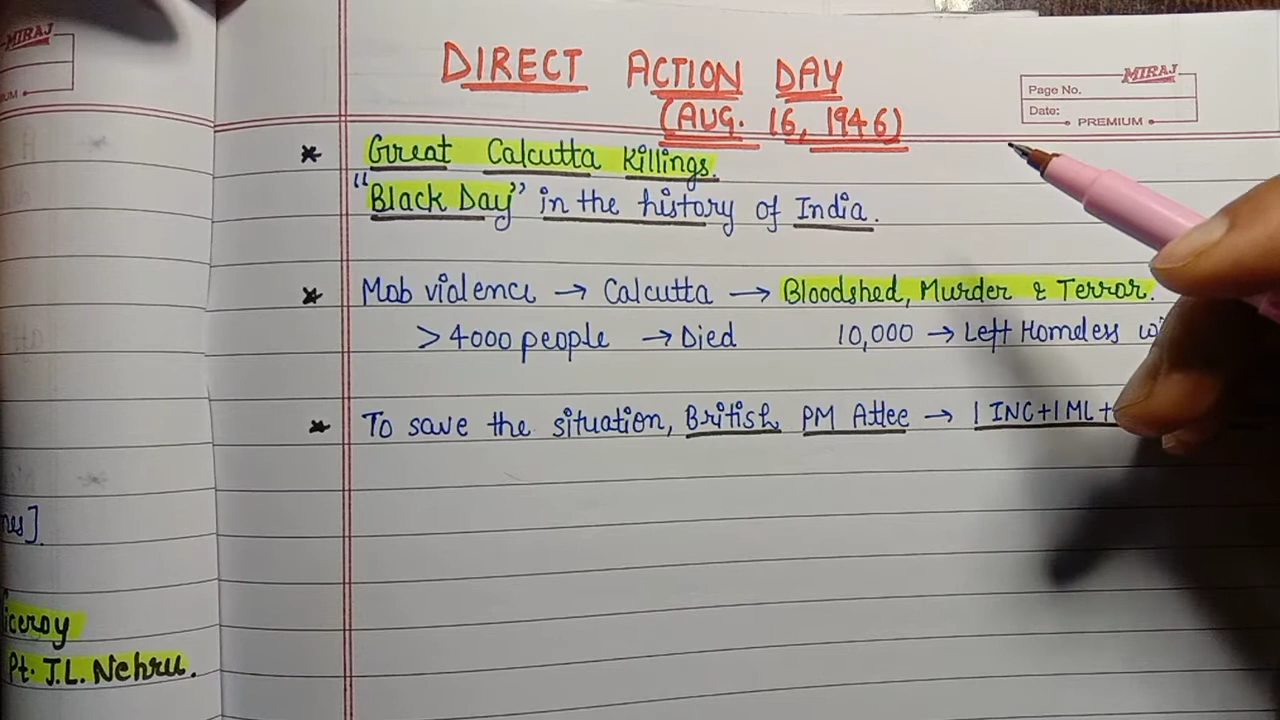 MIRAJ
DIRECT ACTION DAY
(AUG. 16, 1946)
MIRAJ
Page No.
Date:
PREMIUM
* Great Calcutta Killings.
"Black Day" in the history of India.
* Mob violence → Calcutta → Bloodshed, Murder & Terror.
> 4000 people → Died 10,000 → Left Homeless
* To save the situation, British PM Attlee → 1 INC+1 ML+
Pt. J.L. Nehru.